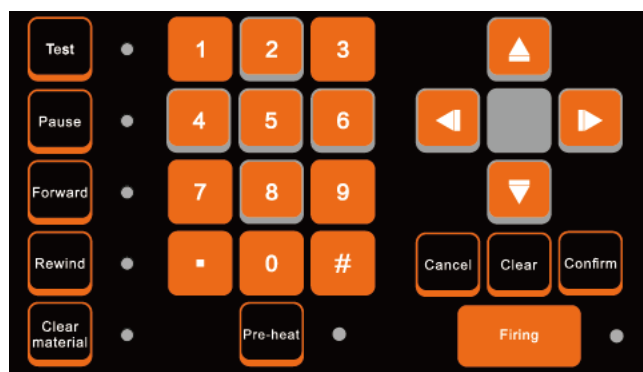 Test
1 2 3
Pause
4 5 6
Forward
7 8 9
Rewind
. 0 #
Cancel Clear Confirm
Clear
material
Pre-heat
Firing